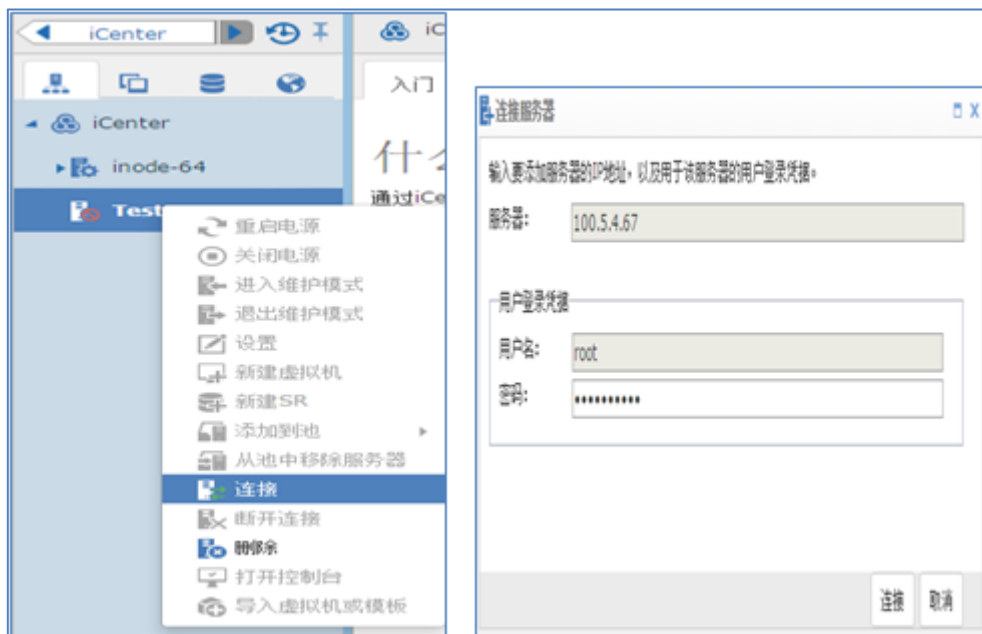 iCenter
iC
入门
iCenter
inode-64
什
通过iCe
Test
重启电源
关闭电源
进入维护模式
退出维护模式
设置
新建虚拟机
新建SR
添加到池
从池中移除服务器
连接
断开连接
删除
打开控制台
导入虚拟机或模板
连接服务器
输入要添加服务器的IP地址，以及用于该服务器的用户登录凭据。
服务器：
100.5.4.67
用户登录凭据
用户名：
root
密码：
••••••••••
连接
取消